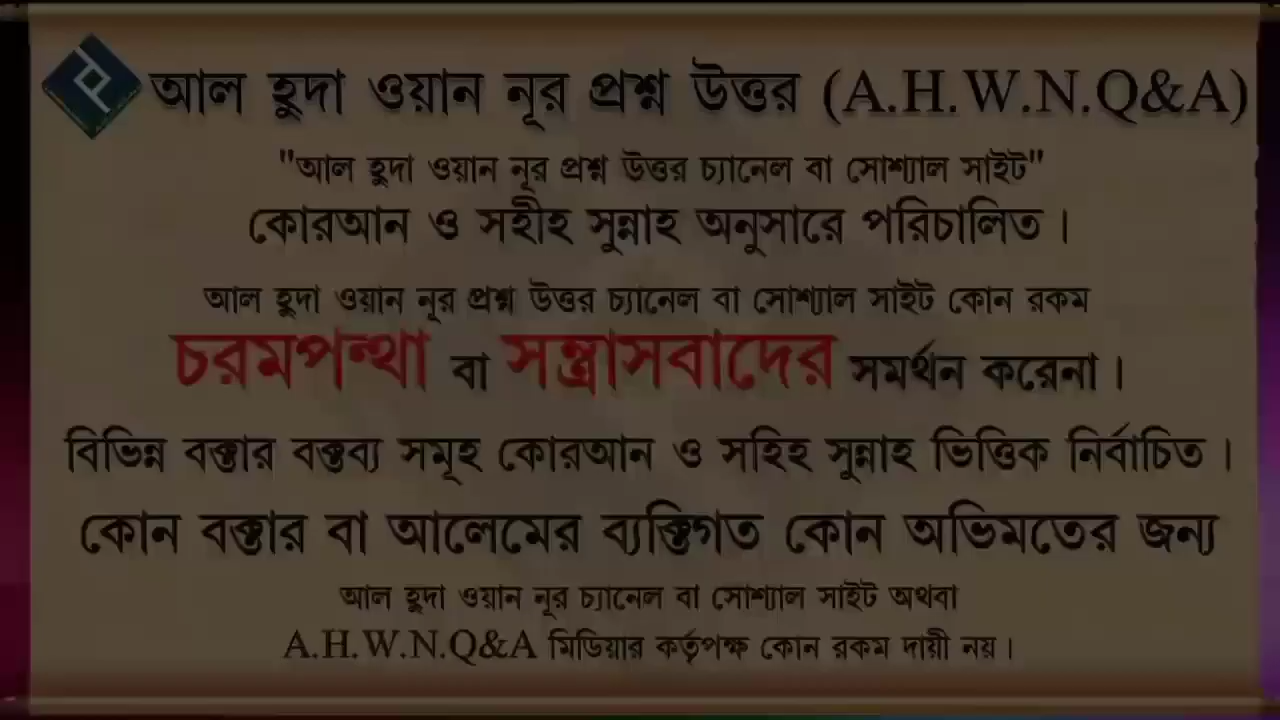 আল হুদা ওয়ান নূর প্রশ্ন উত্তর (A.H.W.N.Q&A)
"আল হুদা ওয়ান নূর প্রশ্ন উত্তর চ্যানেল বা সোশ্যাল সাইট"
কোরআন ও সহীহ সুন্নাহ অনুসারে পরিচালিত ।
আল হুদা ওয়ান নূর প্রশ্ন উত্তর চ্যানেল বা সোশ্যাল সাইট কোন রকম
চরমপন্থা বা সন্ত্রাসবাদের সমর্থন করেনা ।
বিভিন্ন বক্তার বক্তব্য সমূহ কোরআন ও সহিহ সুন্নাহ ভিত্তিক নির্বাচিত ।
কোন বক্তার বা আলেমের ব্যক্তিগত কোন অভিমতের জন্য
আল হুদা ওয়ান নূর চ্যানেল বা সোশ্যাল সাইট অথবা
A.H.W.N.Q&A মিডিয়ার কর্তৃপক্ষ কোন রকম দায়ী নয় ।